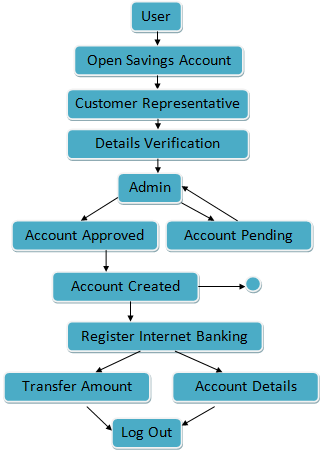 User
Open Savings Account
Customer Representative
Details Verification
Admin
Account Approved
Account Pending
Account Created
Register Internet Banking
Transfer Amount
Account Details
Log Out